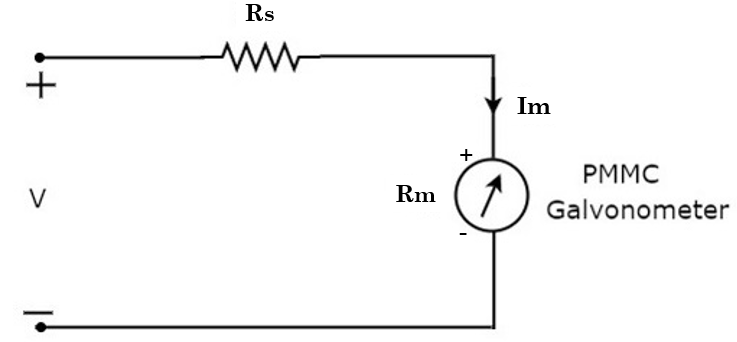 Rs
+
Im
+
V
Rm
PMMC
Galvonometer
-
—